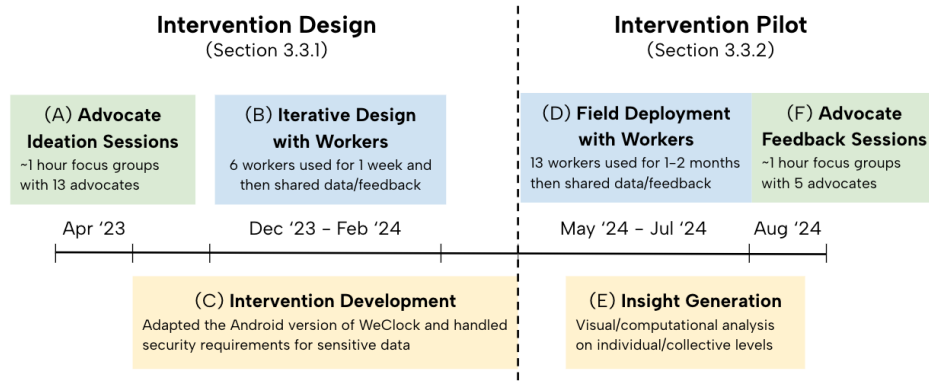 Intervention Design
(Section 3.3.1)
Intervention Pilot
(Section 3.3.2)
(A) Advocate
Ideation Sessions
~1 hour focus groups
with 13 advocates
(B) Iterative Design
with Workers
6 workers used for 1 week and
then shared data/feedback
(D) Field Deployment
with Workers
13 workers used for 1-2 months
then shared data/feedback
(F) Advocate
Feedback Sessions
~1 hour focus groups
with 5 advocates
Apr ‘23
Dec ‘23 - Feb ‘24
May ‘24 - Jul ‘24
Aug ‘24
(C) Intervention Development
Adapted the Android version of WeClock and handled
security requirements for sensitive data
(E) Insight Generation
Visual/computational analysis
on individual/collective levels